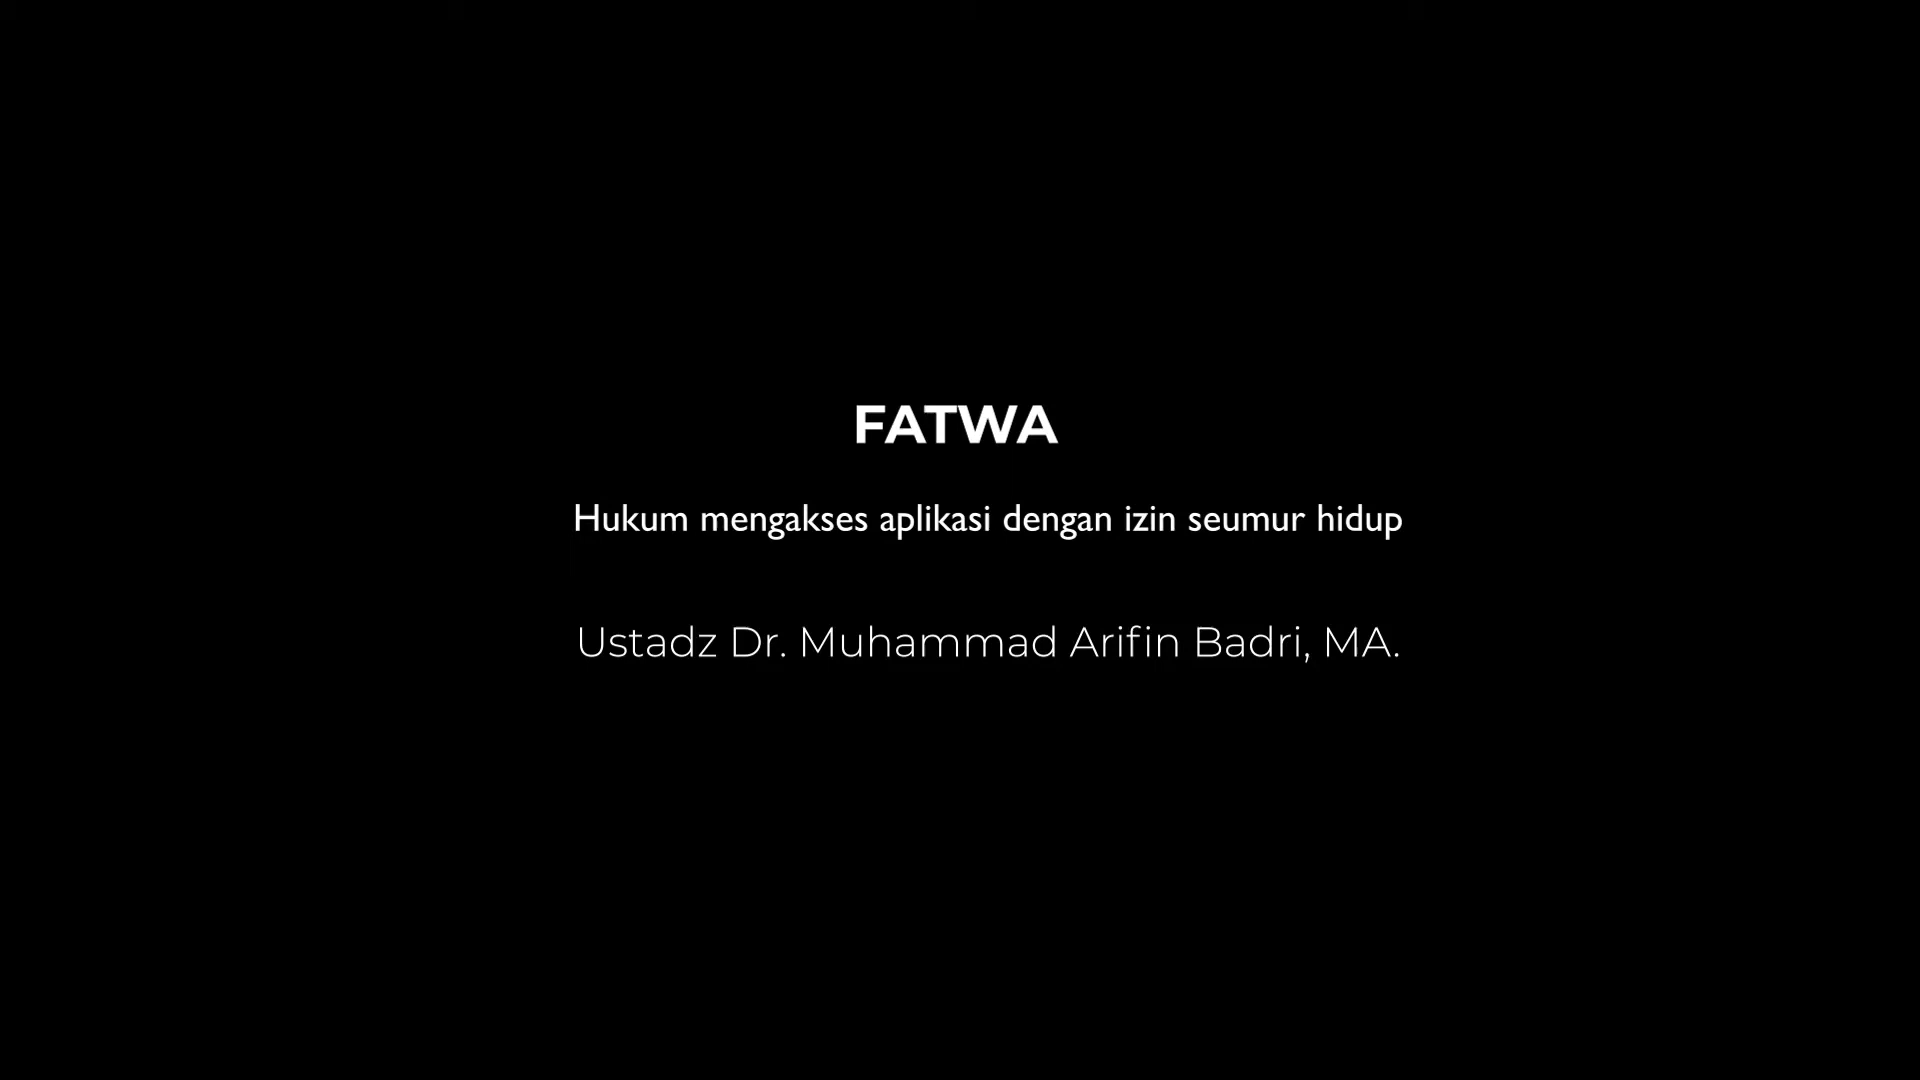 FATWA
Hukum mengakses aplikasi dengan izin seumur hidup
Ustadz Dr. Muhammad Arifin Badri, MA.